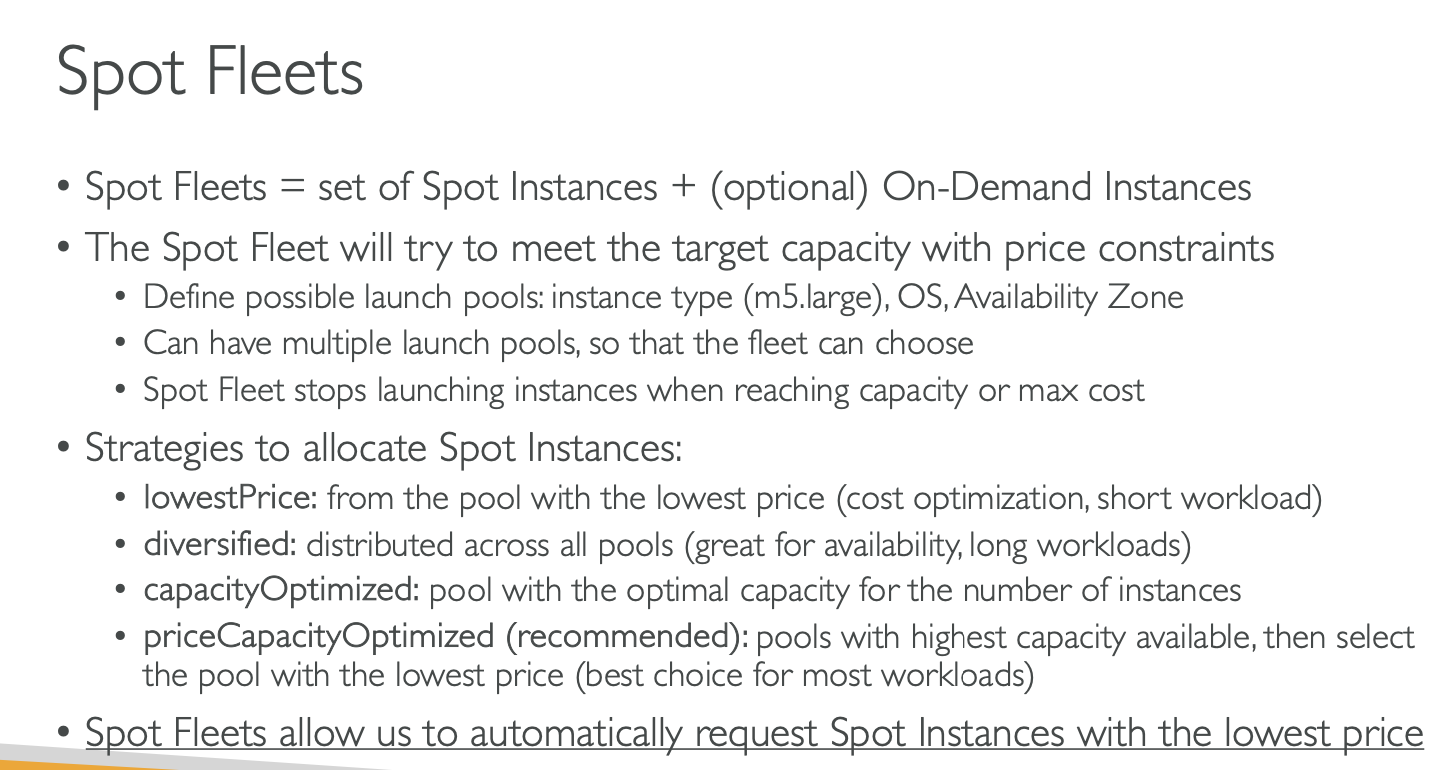 Spot Fleets
• Spot Fleets = set of Spot Instances + (optional) On-Demand Instances
• The Spot Fleet will try to meet the target capacity with price constraints
• Define possible launch pools: instance type (m5.large), OS, Availability Zone
• Can have multiple launch pools, so that the fleet can choose
• Spot Fleet stops launching instances when reaching capacity or max cost
• Strategies to allocate Spot Instances:
• lowestPrice: from the pool with the lowest price (cost optimization, short workload)
• diversified: distributed across all pools (great for availability, long workloads)
• capacityOptimized: pool with the optimal capacity for the number of instances
• priceCapacityOptimized (recommended): pools with highest capacity available, then select
the pool with the lowest price (best choice for most workloads)
• Spot Fleets allow us to automatically request Spot Instances with the lowest price